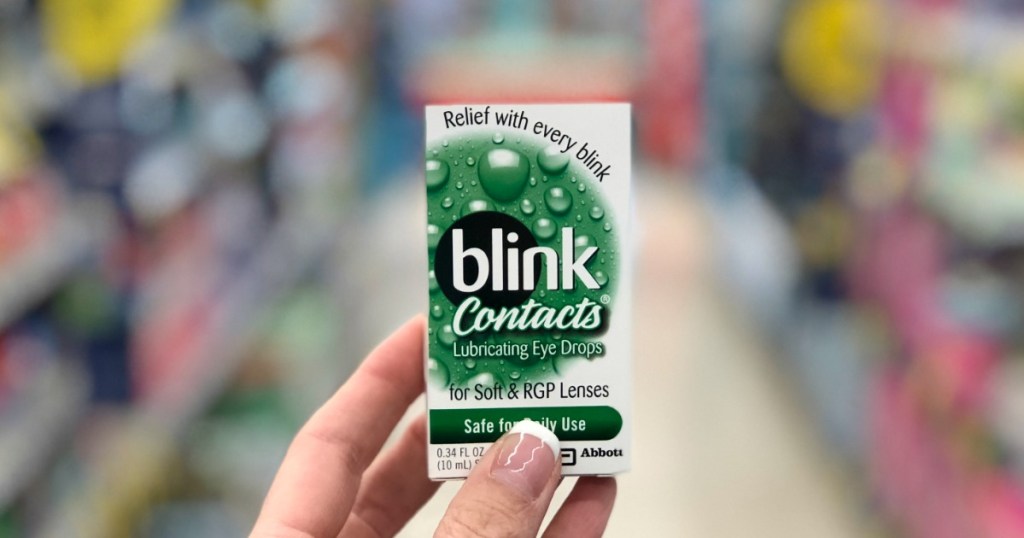 Relief with every blink
blink
Contacts®
Lubricating Eye Drops
for Soft & RGP Lenses
Safe for Daily Use
0.34 FL OZ
(10 mL)
Abbott